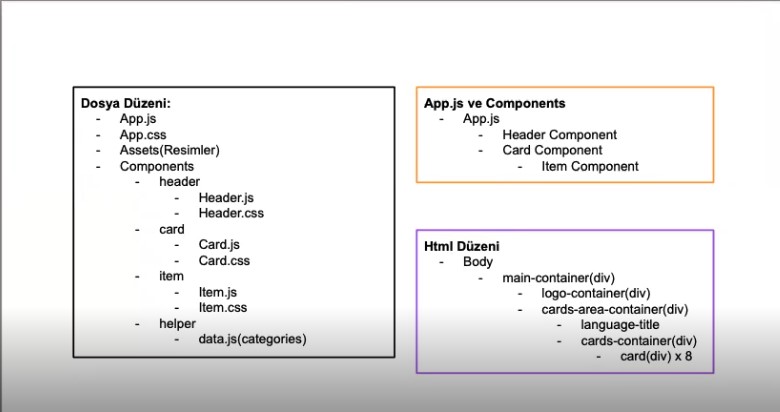 Dosya Düzeni:
- App.js
- App.css
- Assets(Resimler)
- Components
- header
- Header.js
- Header.css
- card
- Card.js
- Card.css
- item
- Item.js
- Item.css
- helper
- data.js(categories)
App.js ve Components
- App.js
- Header Component
- Card Component
- Item Component
Html Düzeni
- Body
- main-container(div)
- logo-container(div)
- cards-area-container(div)
- language-title
- cards-container(div)
- card(div) x 8